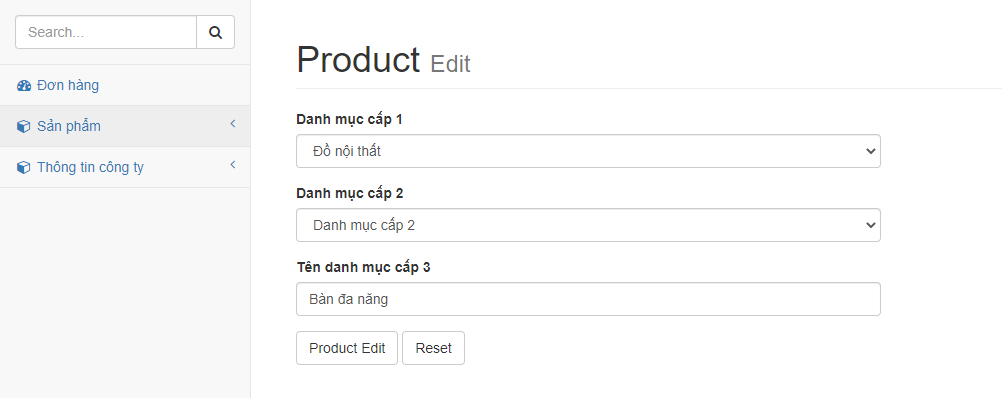 Search...
Đơn hàng
Sản phẩm
Thông tin công ty
Product Edit
Danh mục cấp 1
Đồ nội thất
Danh mục cấp 2
Danh mục cấp 2
Tên danh mục cấp 3
Bàn đa năng
Product Edit Reset